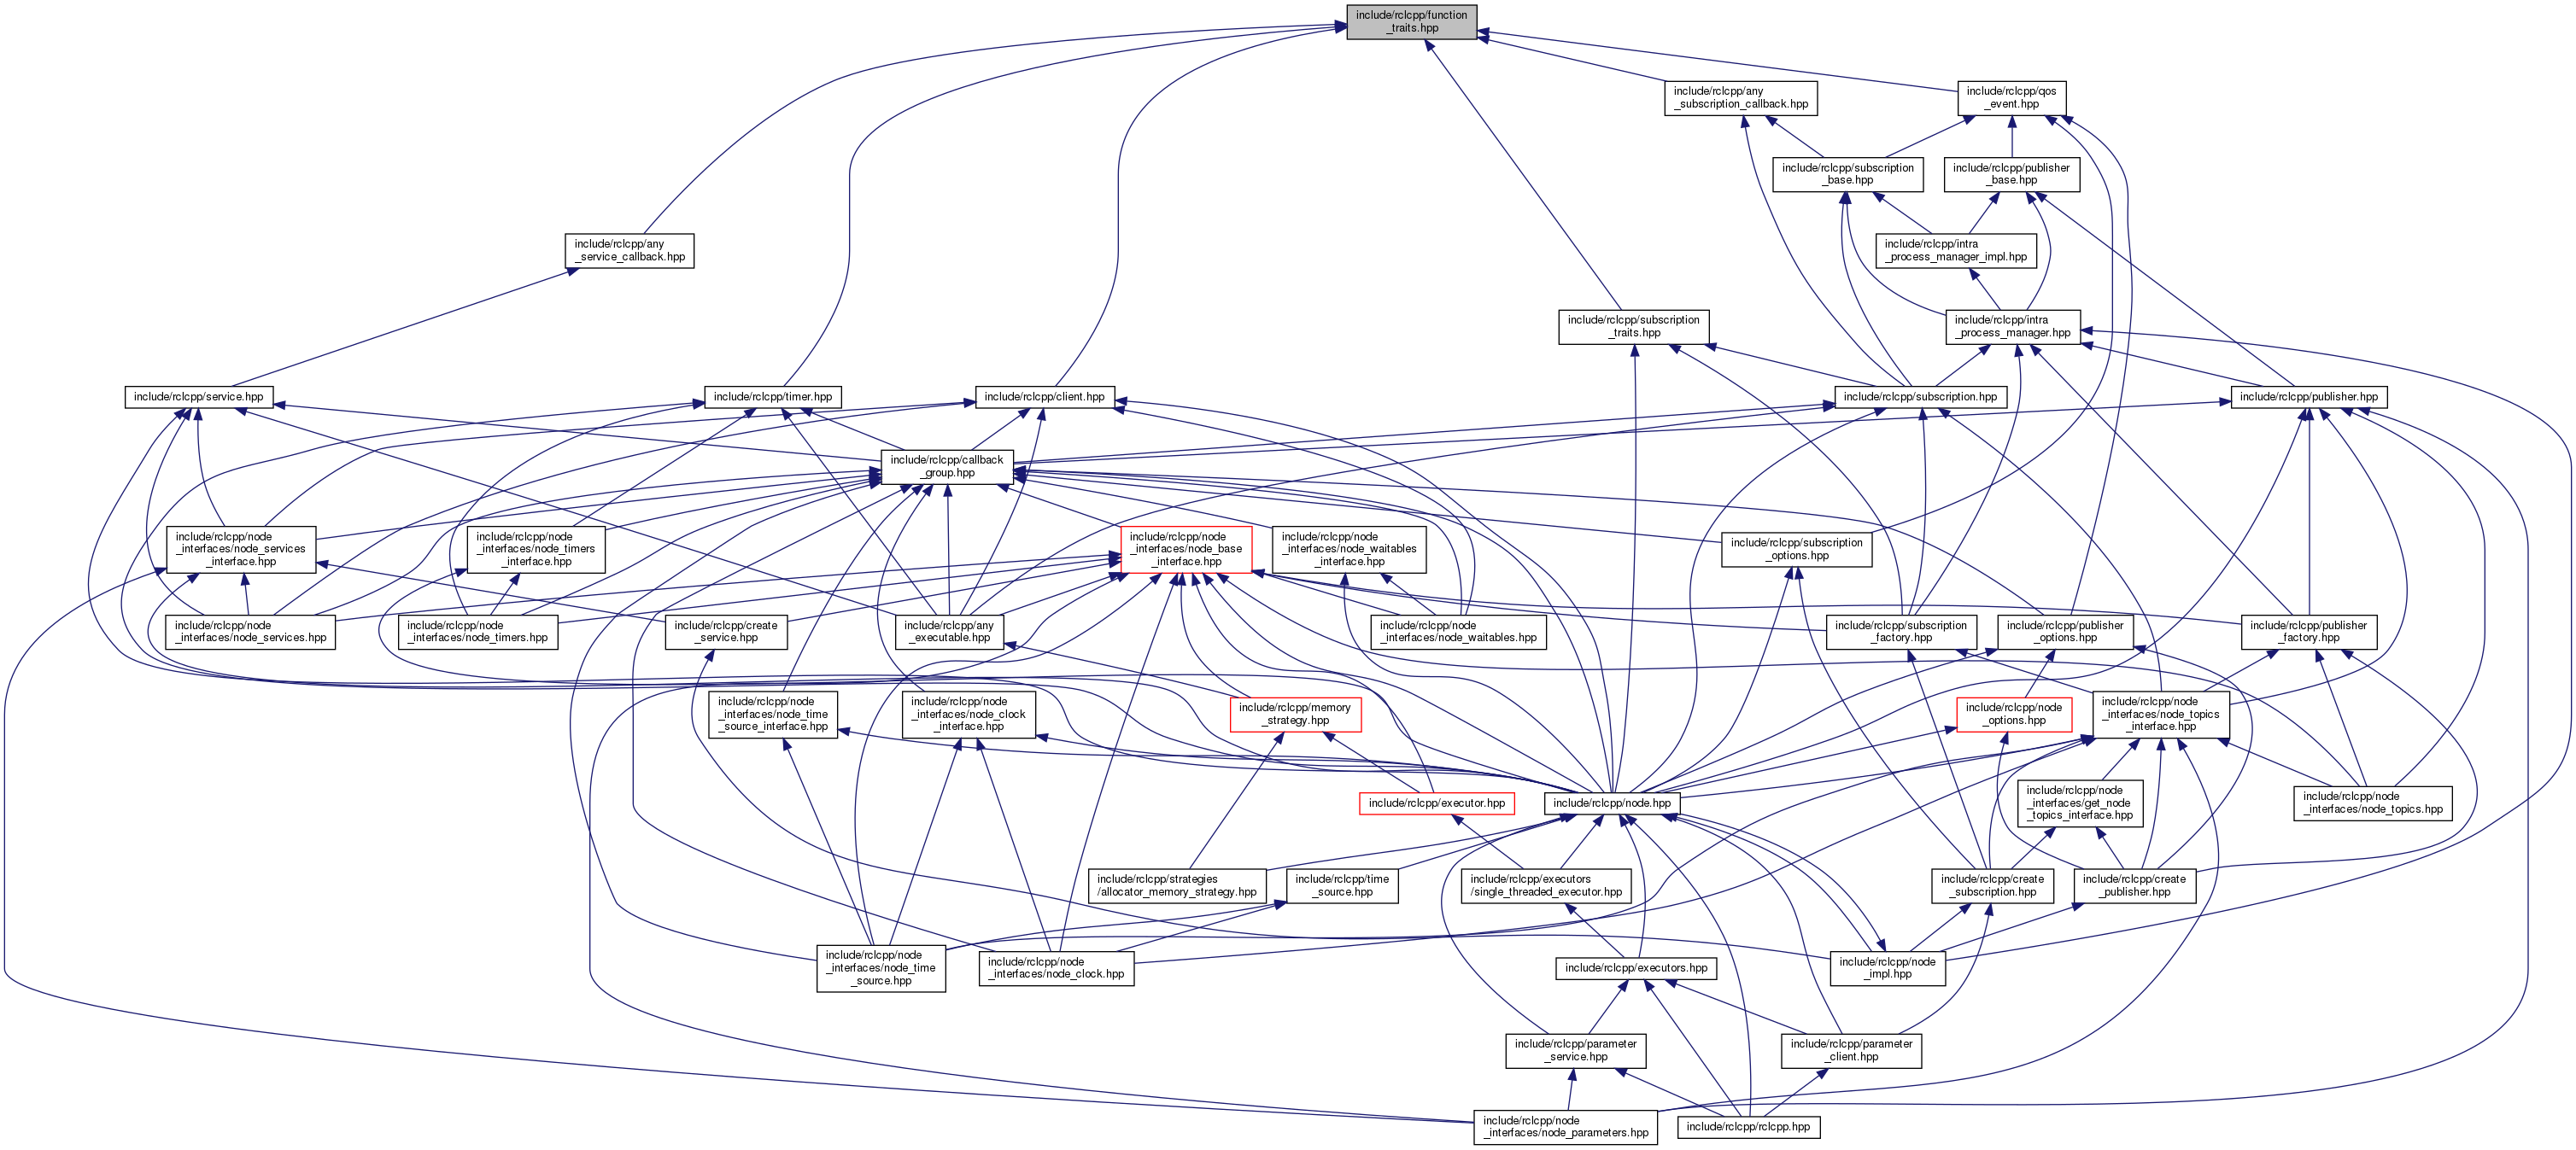 include/rclcpp/function
_traits.hpp
include/rclcpp/any
_subscription_callback.hpp
include/rclcpp/qos
_event.hpp
include/rclcpp/subscription
_base.hpp
include/rclcpp/publisher
_base.hpp
include/rclcpp/any
_service_callback.hpp
include/rclcpp/intra
_process_manager_impl.hpp
include/rclcpp/subscription
_traits.hpp
include/rclcpp/intra
_process_manager.hpp
include/rclcpp/service.hpp
include/rclcpp/timer.hpp
include/rclcpp/client.hpp
include/rclcpp/subscription.hpp
include/rclcpp/publisher.hpp
include/rclcpp/callback
_group.hpp
include/rclcpp/node
_interfaces/node_services
_interface.hpp
include/rclcpp/node
_interfaces/node_timers
_interface.hpp
include/rclcpp/node
_interfaces/node_base
_interface.hpp
include/rclcpp/node
_interfaces/node_waitables
_interface.hpp
include/rclcpp/subscription
_options.hpp
include/rclcpp/node
_interfaces/node_services.hpp
include/rclcpp/node
_interfaces/node_timers.hpp
include/rclcpp/create
_service.hpp
include/rclcpp/any
_executable.hpp
include/rclcpp/node
_interfaces/node_waitables.hpp
include/rclcpp/subscription
_factory.hpp
include/rclcpp/publisher
_options.hpp
include/rclcpp/publisher
_factory.hpp
include/rclcpp/node
_interfaces/node_time
_source_interface.hpp
include/rclcpp/node
_interfaces/node_clock
_interface.hpp
include/rclcpp/memory
_strategy.hpp
include/rclcpp/node
_options.hpp
include/rclcpp/node
_interfaces/node_topics
_interface.hpp
include/rclcpp/executor.hpp
include/rclcpp/node.hpp
include/rclcpp/node
_interfaces/get_node
_topics_interface.hpp
include/rclcpp/node
_interfaces/node_topics.hpp
include/rclcpp/strategies
/allocator_memory_strategy.hpp
include/rclcpp/time
_source.hpp
include/rclcpp/executors
/single_threaded_executor.hpp
include/rclcpp/create
_subscription.hpp
include/rclcpp/create
_publisher.hpp
include/rclcpp/node
_interfaces/node_time
_source.hpp
include/rclcpp/node
_interfaces/node_clock.hpp
include/rclcpp/executors.hpp
include/rclcpp/node
_impl.hpp
include/rclcpp/parameter
_service.hpp
include/rclcpp/parameter
_client.hpp
include/rclcpp/node
_interfaces/node_parameters.hpp
include/rclcpp/rclcpp.hpp